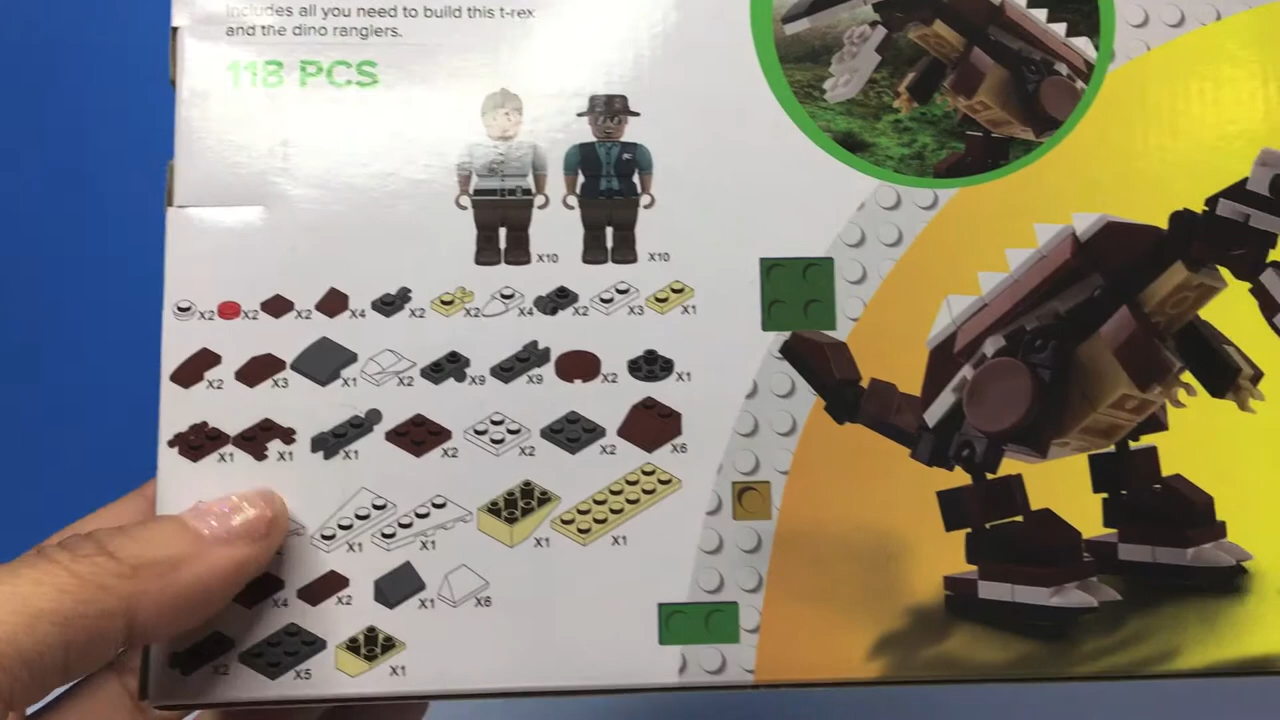 Includes all you need to build this t-rex
and the dino ranglers.
118 PCS
X10 X10
X2 X2 X2 X4 X2 X2 X4 X2 X3 X1
X2 X3 X1 X2 X9 X9 X2 X1
X1 X1 X1 X2 X2 X2 X6
X1 X1 X1 X1
X4 X2 X1 X6
X2 X5 X1